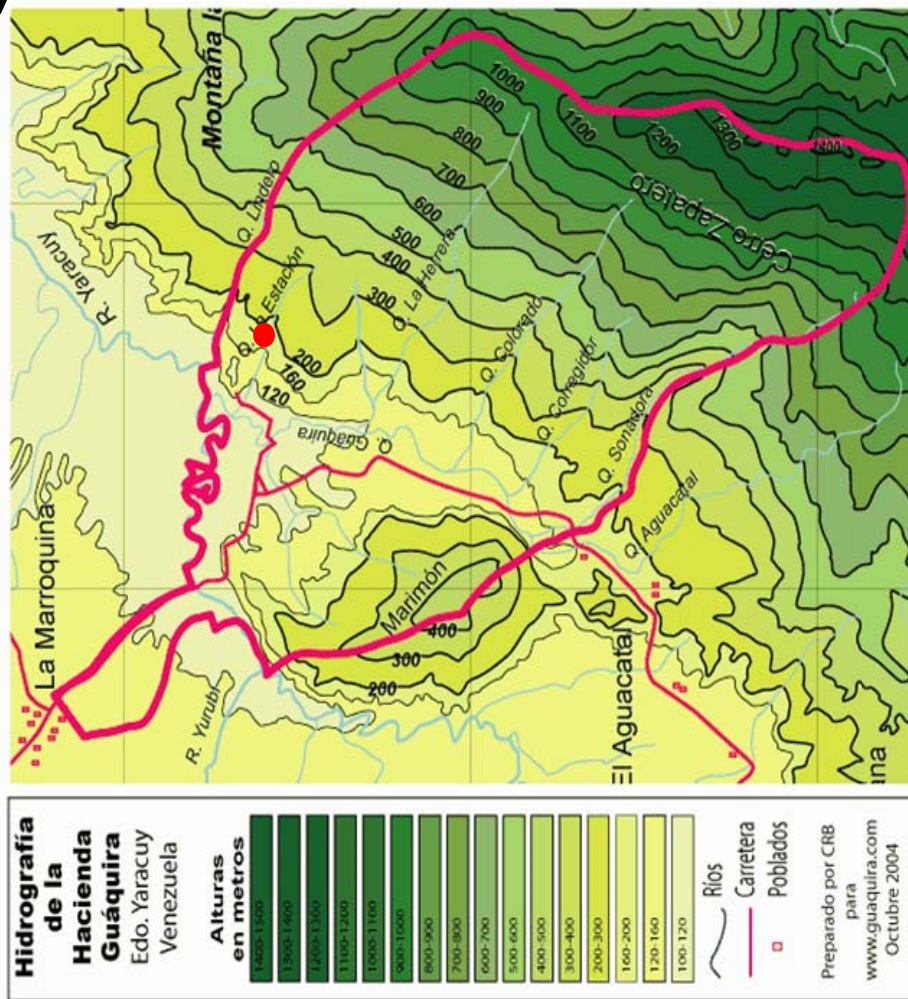 Montaña la
1000
900
1100
800
1200
1300
1400
700
600
500
400
300
Cerro Zapatero
Q. Lindero
R. Yaracuy
Q. La Estación
Q. La Herrera
200
160
120
Q. Guáquira
Q. Colorado
Q. Corregidor
Q. Sonadora
Q. Aguacatal
La Marroquina
Marimón
400
300
200
R. Yurubí
El Aguacatal
ana
Hidrografía
de la
Hacienda
Guáquira
Edo. Yaracuy
Venezuela
Alturas
en metros
1400-1500
1300-1400
1200-1300
1100-1200
1000-1100
900-1000
800-900
700-800
600-700
500-600
400-500
300-400
200-300
160-200
120-160
100-120
Ríos
Carretera
Poblados
Preparado por CRB
para
www.guaquira.com
Octubre 2004